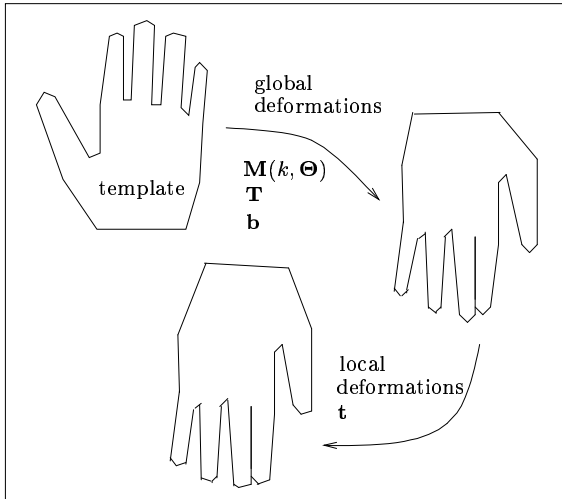 global
deformations
M(k, Θ)
T
b
template
local
deformations
t